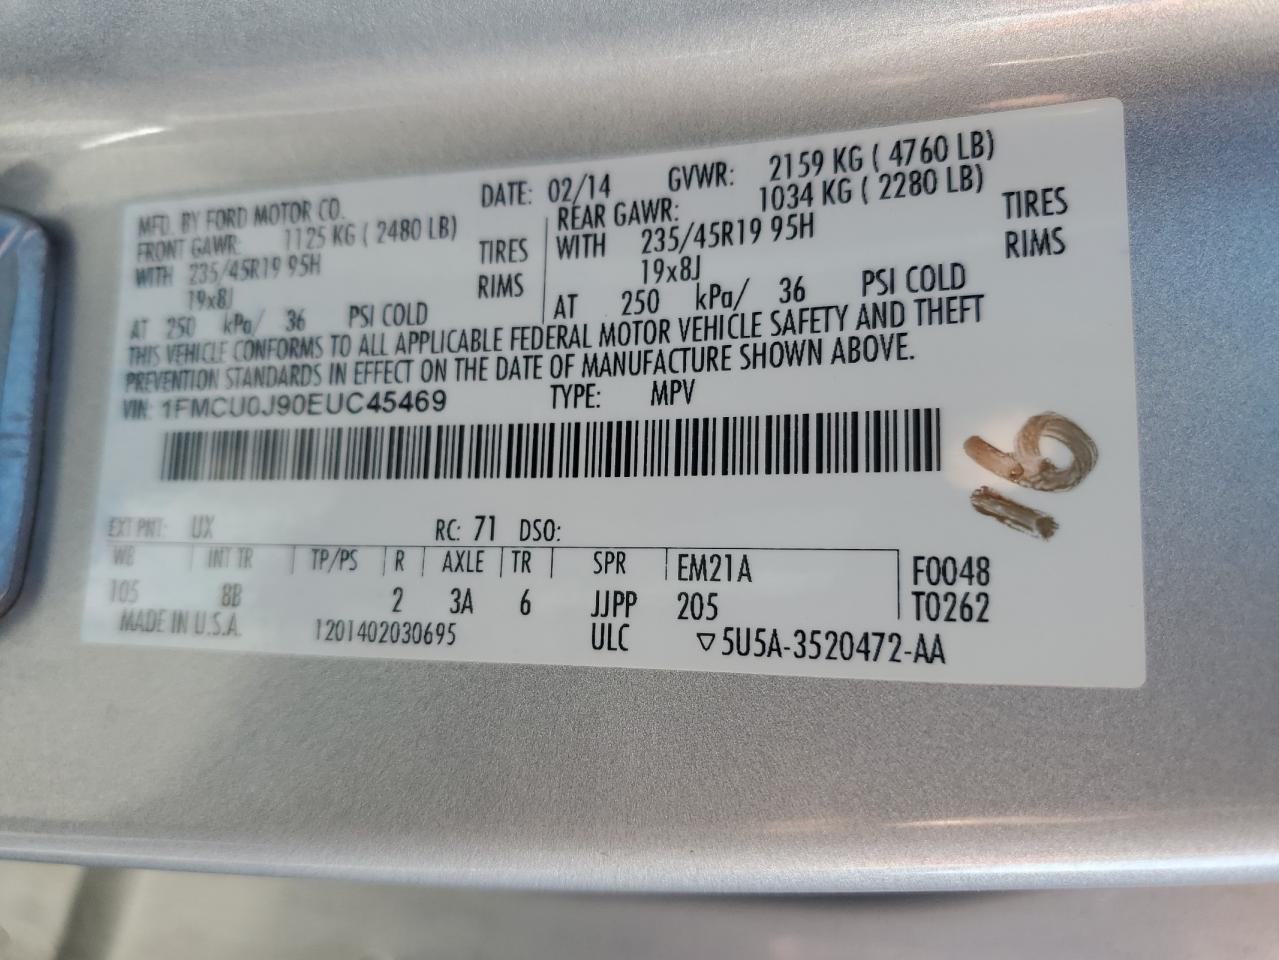 MFD. BY FORD MOTOR CO. DATE: 02/14 GVWR: 2159 KG ( 4760 LB)
FRONT GAWR: 1125 KG ( 2480 LB) REAR GAWR: 1034 KG ( 2280 LB)
WITH 235/45R19 95H TIRES WITH 235/45R19 95H TIRES
19x8J RIMS 19x8J RIMS
AT 250 kPa/ 36 PSI COLD AT 250 kPa/ 36 PSI COLD
THIS VEHICLE CONFORMS TO ALL APPLICABLE FEDERAL MOTOR VEHICLE SAFETY AND THEFT
PREVENTION STANDARDS IN EFFECT ON THE DATE OF MANUFACTURE SHOWN ABOVE.
VIN: 1FMCU0J90EUC45469 TYPE: MPV
16
EXT PNT: UX RC: 71 DSO:
WB INT TR TP/PS R AXLE TR SPR EM21A F0048
105 8B 2 3A 6 JJPP 205 T0262
MADE IN U.S.A. 1201402030695 ULC ▽5U5A-3520472-AA